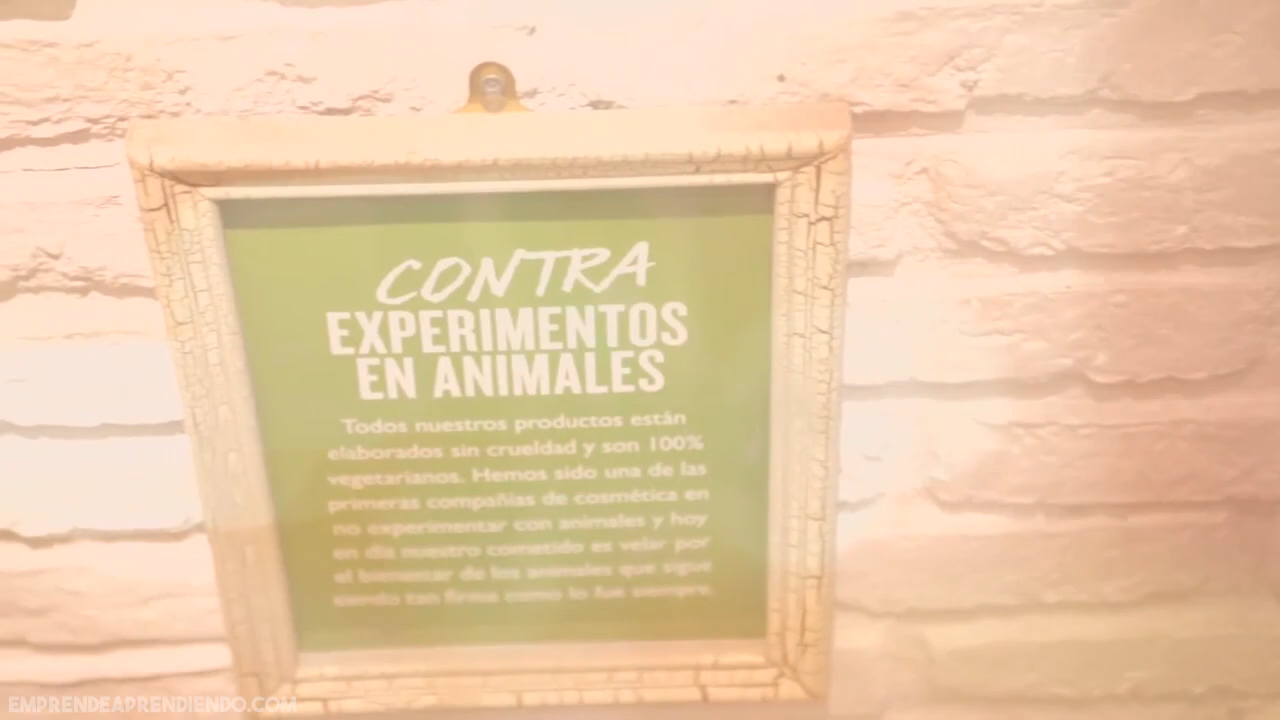 CONTRA
EXPERIMENTOS
EN ANIMALES
Todos nuestros productos están
elaborados sin crueldad y son 100%
vegetarianos. Hemos sido una de las
primeras compañías de cosmética en
no experimentar con animales y hoy
en día nuestro cometido es velar por
el bienestar de los animales que sigue
siendo tan firme como lo fue siempre.
EMPRENDEAPRENDIENDO.COM